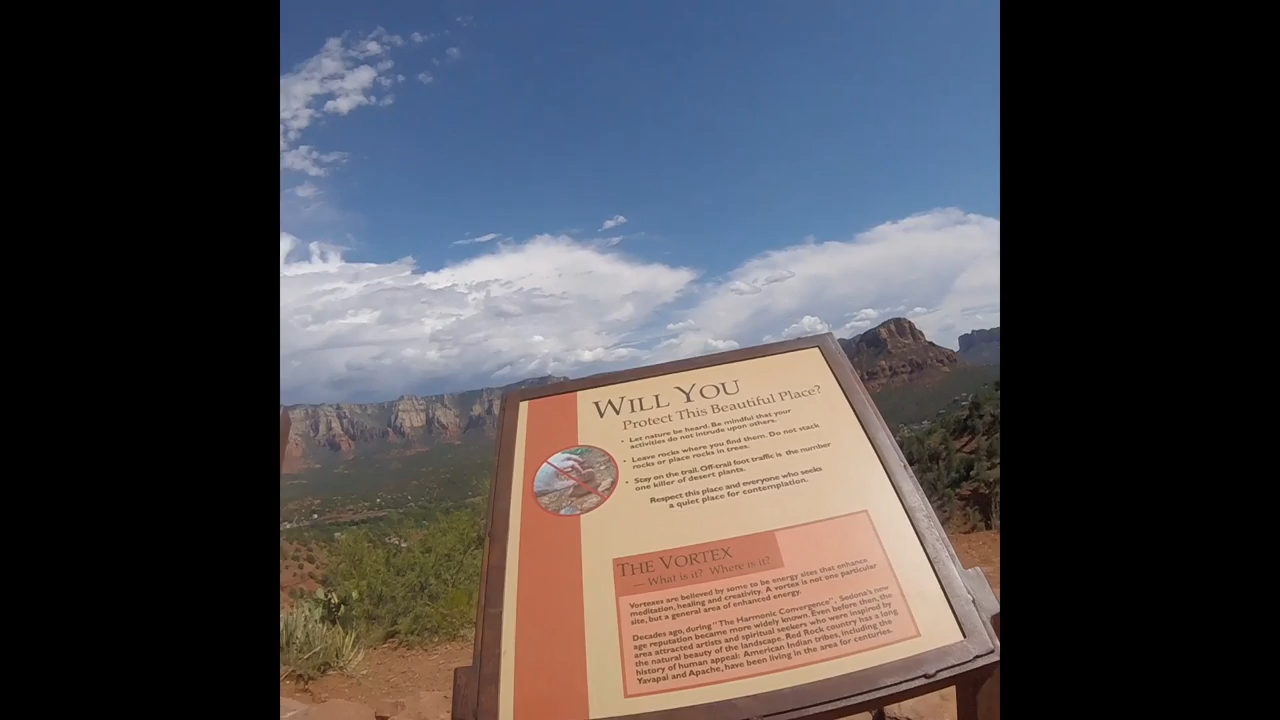 WILL YOU
Protect This Beautiful Place?
• Let nature be heard. Be mindful that your
activities do not intrude upon others.
• Leave rocks where you find them. Do not stack
rocks or place rocks in trees.
• Stay on the trail. Off-trail foot traffic is the number
one killer of desert plants.
Respect this place and everyone who seeks
a quiet place for contemplation.
THE VORTEX
— What is it? Where is it?
Vortexes are believed by some to be energy sites that enhance
meditation, healing and creativity. A vortex is not one particular
site, but a general area of enhanced energy.
Decades ago, during "The Harmonic Convergence", Sedona's new
age reputation became more widely known. Even before then, the
area attracted artists and spiritual seekers who were inspired by
the natural beauty of the landscape. Red Rock country has a long
history of human appeal: American Indian tribes, including the
Yavapai and Apache, have been living in the area for centuries.